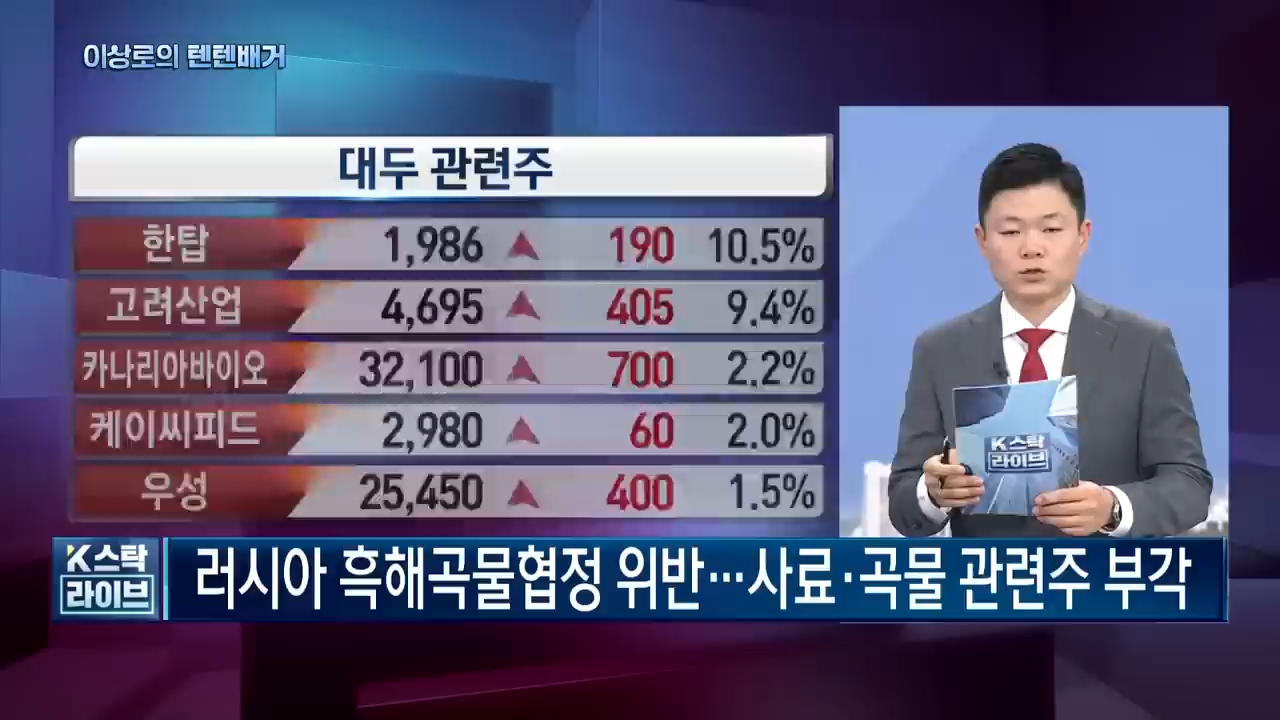 이상로의 텐텐배거
대두 관련주
한탑 1,986 ▲ 190 10.5%
고려산업 4,695 ▲ 405 9.4%
카나리아바이오 32,100 ▲ 700 2.2%
케이씨피드 2,980 ▲ 60 2.0%
우성 25,450 ▲ 400 1.5%
K스탁
라이브
K스탁
라이브
러시아 흑해곡물협정 위반…사료·곡물 관련주 부각